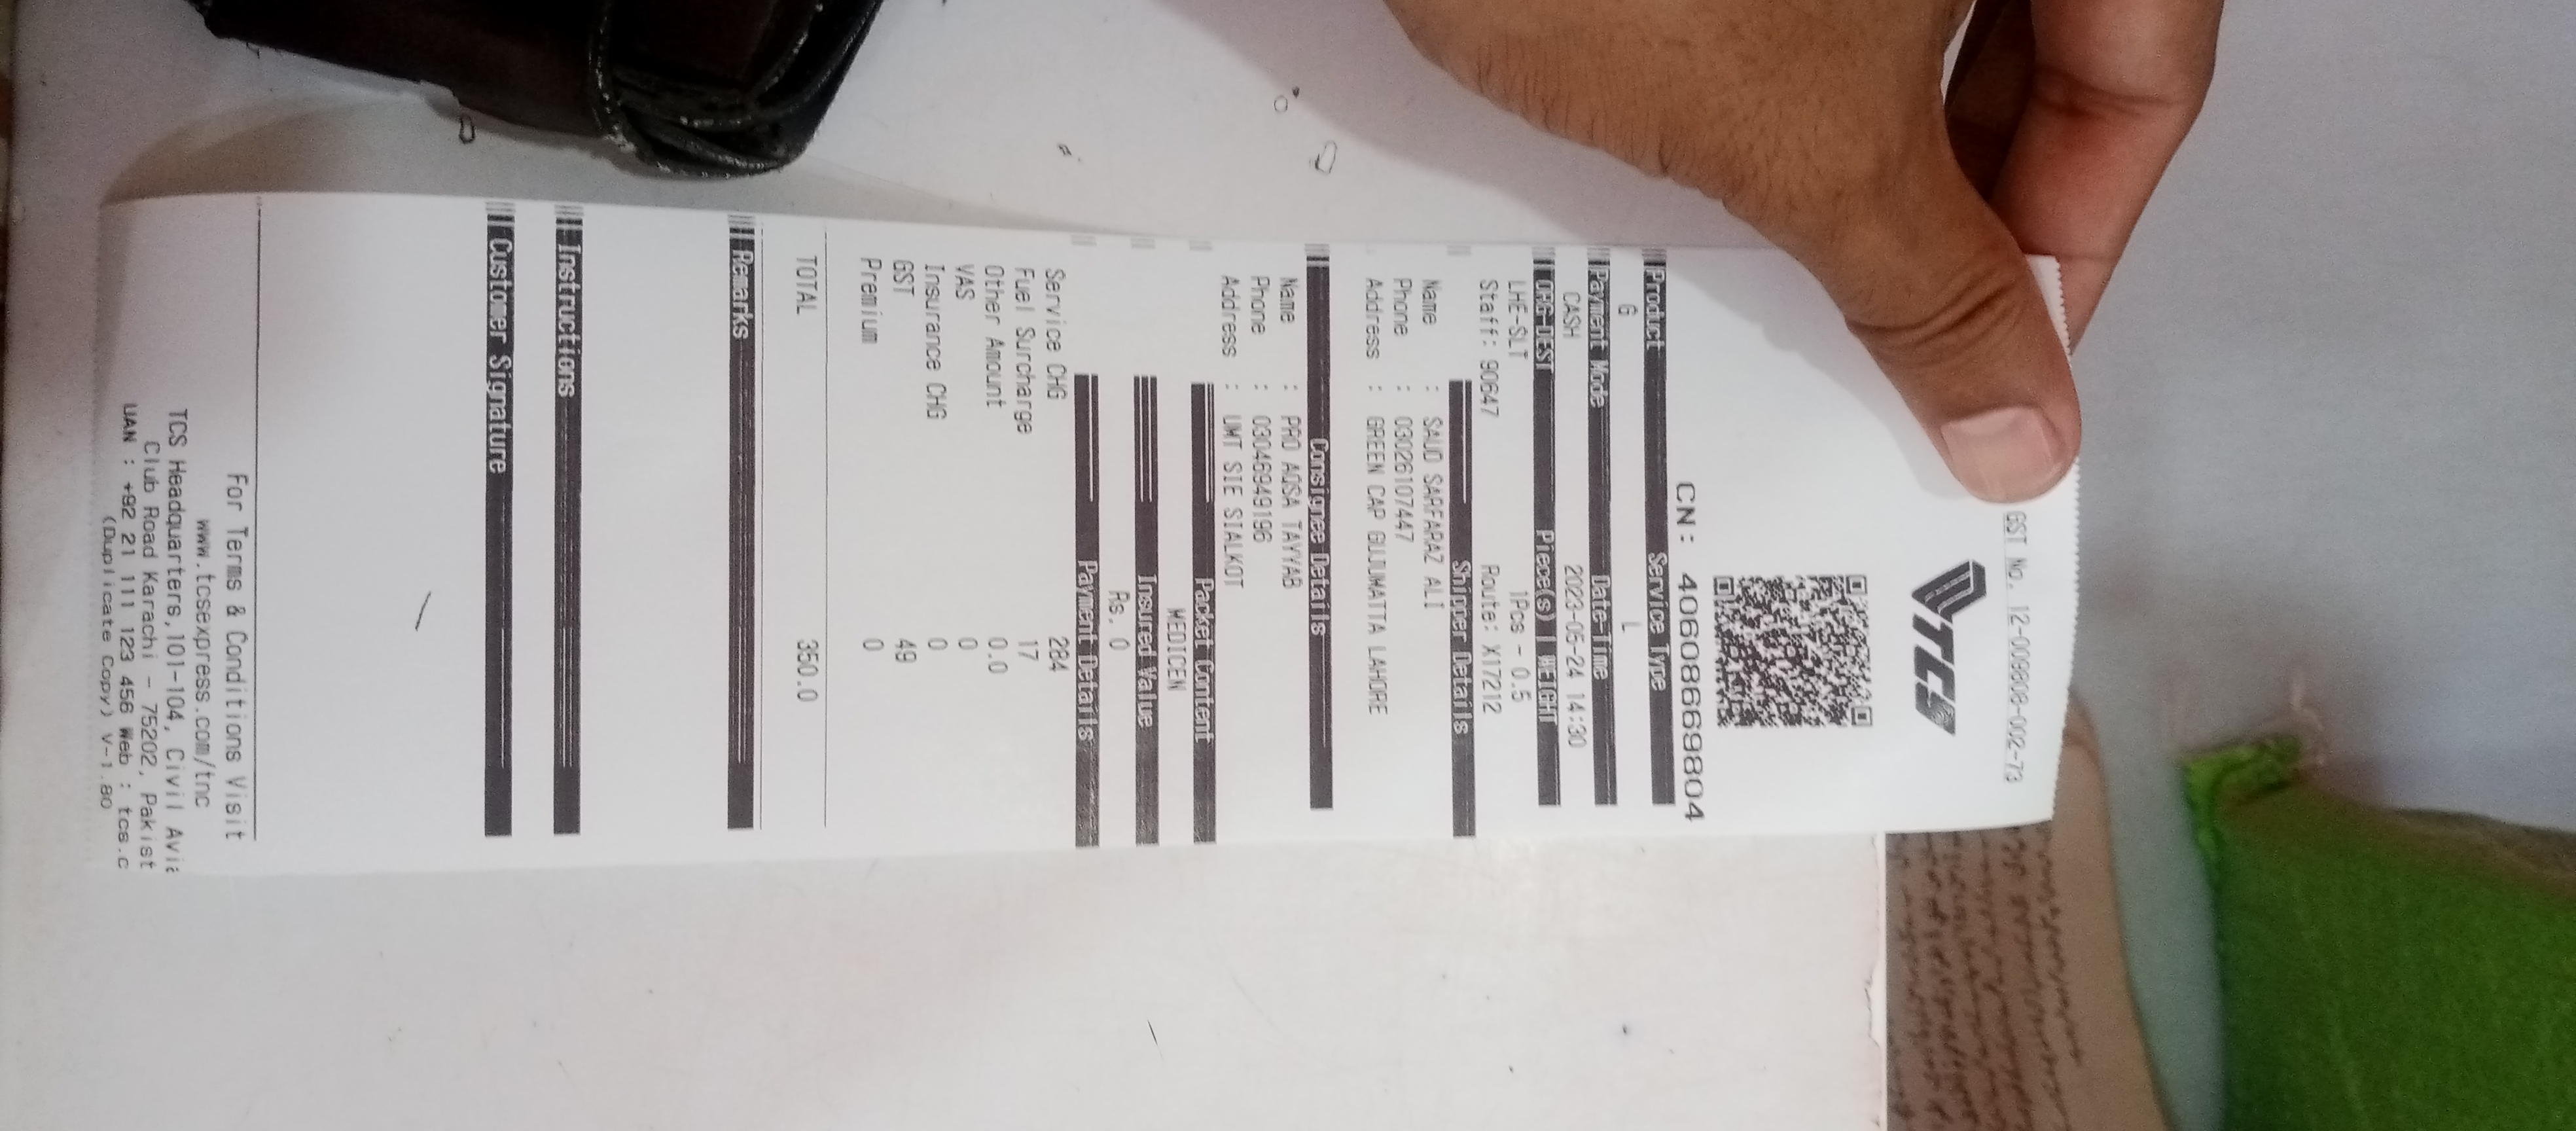 GST No. 12-009808-002-73
TCS
CN: 40608669804
Product Service Type
G L
Payment Mode Date-Time
CASH 2023-05-24 14:30
ORG-DEST Piece(s) | WEIGHT
LHE-SLT 1Pcs - 0.5
Staff: 90647 Route: X17212
Shipper Details
Name : SAUD SARFARAZ ALI
Phone : 03026107447
Address : GREEN CAP GUJUMATTA LAHORE
Consignee Details
Name : PRO AQSA TAYYAB
Phone : 03046949196
Address : UMT SIE SIALKOT
Packet Content
MEDICEN
Insured Value
Rs. 0
Payment Details
Service CHG 284
Fuel Surcharge 17
Other Amount 0.0
VAS 0
Insurance CHG 0
GST 49
Premium 0
TOTAL 350.0
Remarks
Instructions
Customer Signature
For Terms & Conditions Visit
www.tcsexpress.com/tnc
TCS Headquarters,101-104, Civil Avia
Club Road Karachi - 75202, Pakist
UAN : +92 21 111 123 456 Web : tcs.c
(Duplicate Copy) V-1.80